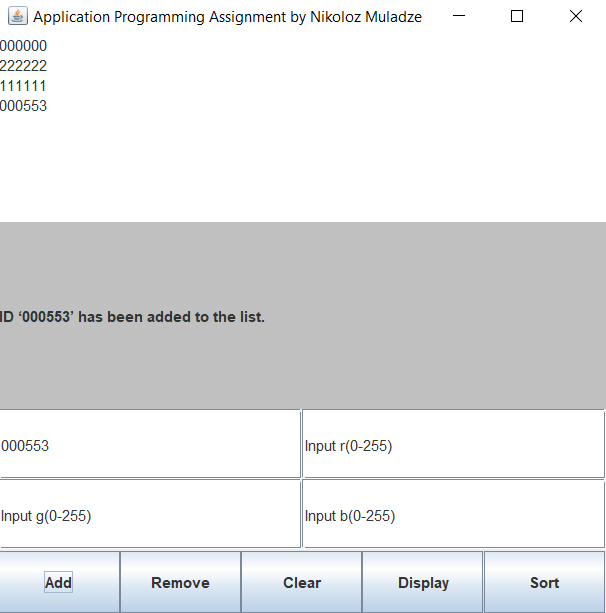 Application Programming Assignment by Nikoloz Muladze
000000
222222
111111
000553
ID ‘000553’ has been added to the list.
000553
Input r(0-255)
Input g(0-255)
Input b(0-255)
Add
Remove
Clear
Display
Sort